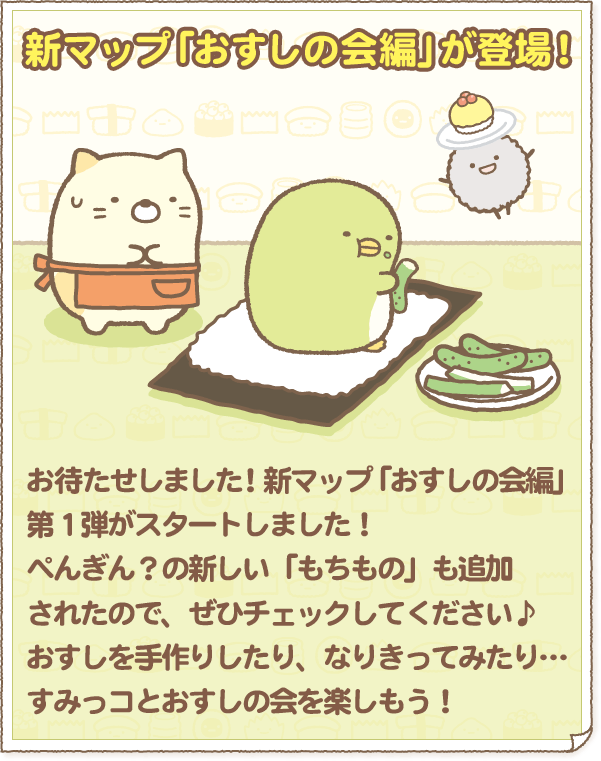 新マップ「おすしの会編」が登場！
お待たせしました！新マップ「おすしの会編」
第１弾がスタートしました！
ぺんぎん？の新しい「もちもの」も追加
されたので、ぜひチェックしてください♪
おすしを手作りしたり、なりきってみたり…
すみっコとおすしの会を楽しもう！